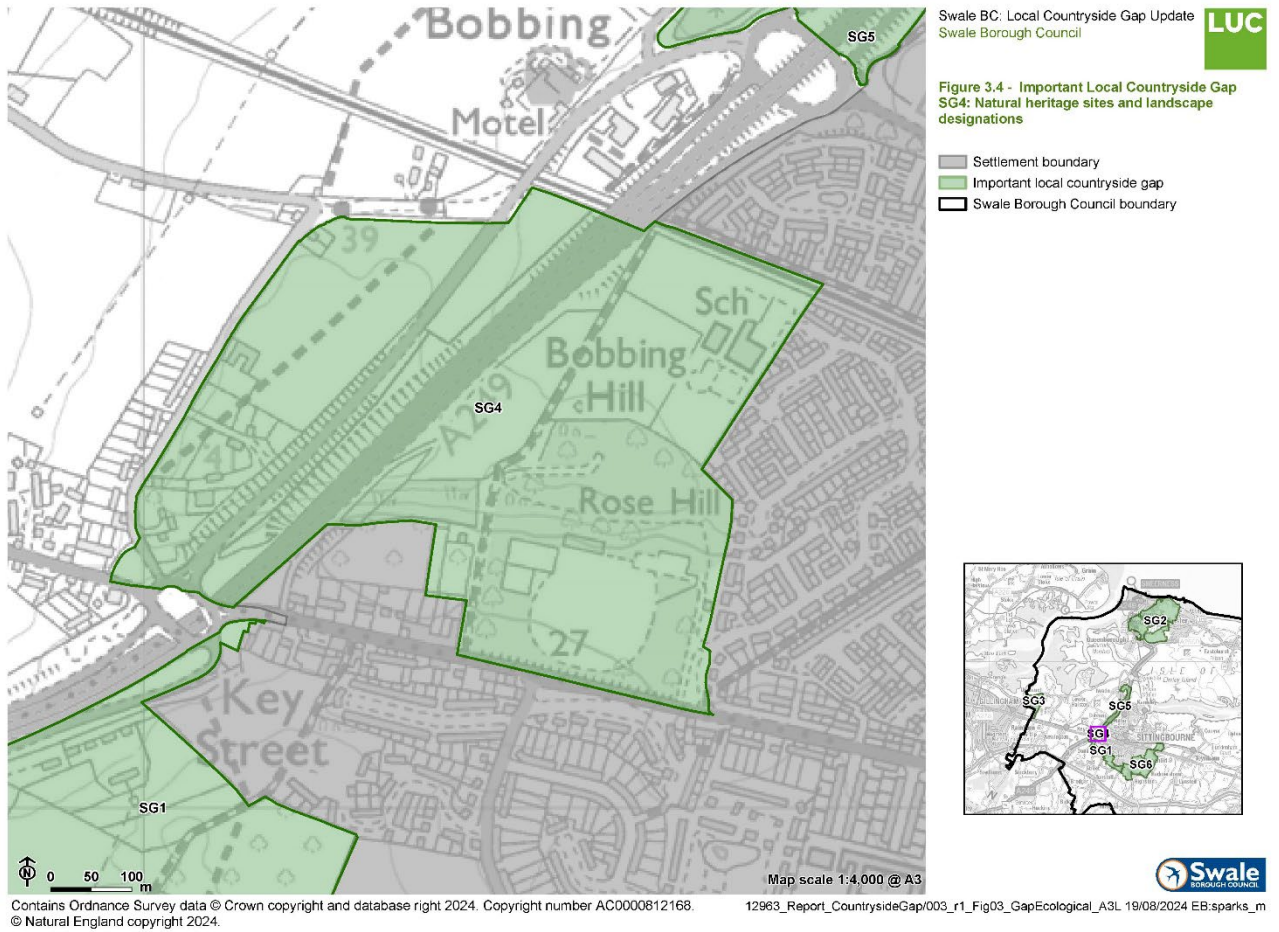 Swale BC: Local Countryside Gap Update
Swale Borough Council
LUC
Figure 3.4 - Important Local Countryside Gap
SG4: Natural heritage sites and landscape
designations
Settlement boundary
Important local countryside gap
Swale Borough Council boundary
Bobbing
SG5
Motel
39
Sch
Bobbing
Hill
SG4
A249
Rose Hill
27
Key
Street
SG1
N
0 50 100
m
Map scale 1:4,000 @ A3
SG2
SG3
SG5
GILLINGHAM
SITTINGBOURNE
SG1
SG6
Swale
BOROUGH COUNCIL
Contains Ordnance Survey data © Crown copyright and database right 2024. Copyright number AC0000812168.
© Natural England copyright 2024.
12963_Report_CountrysideGap/003_r1_Fig03_GapEcological_A3L 19/08/2024 EB:sparks_m